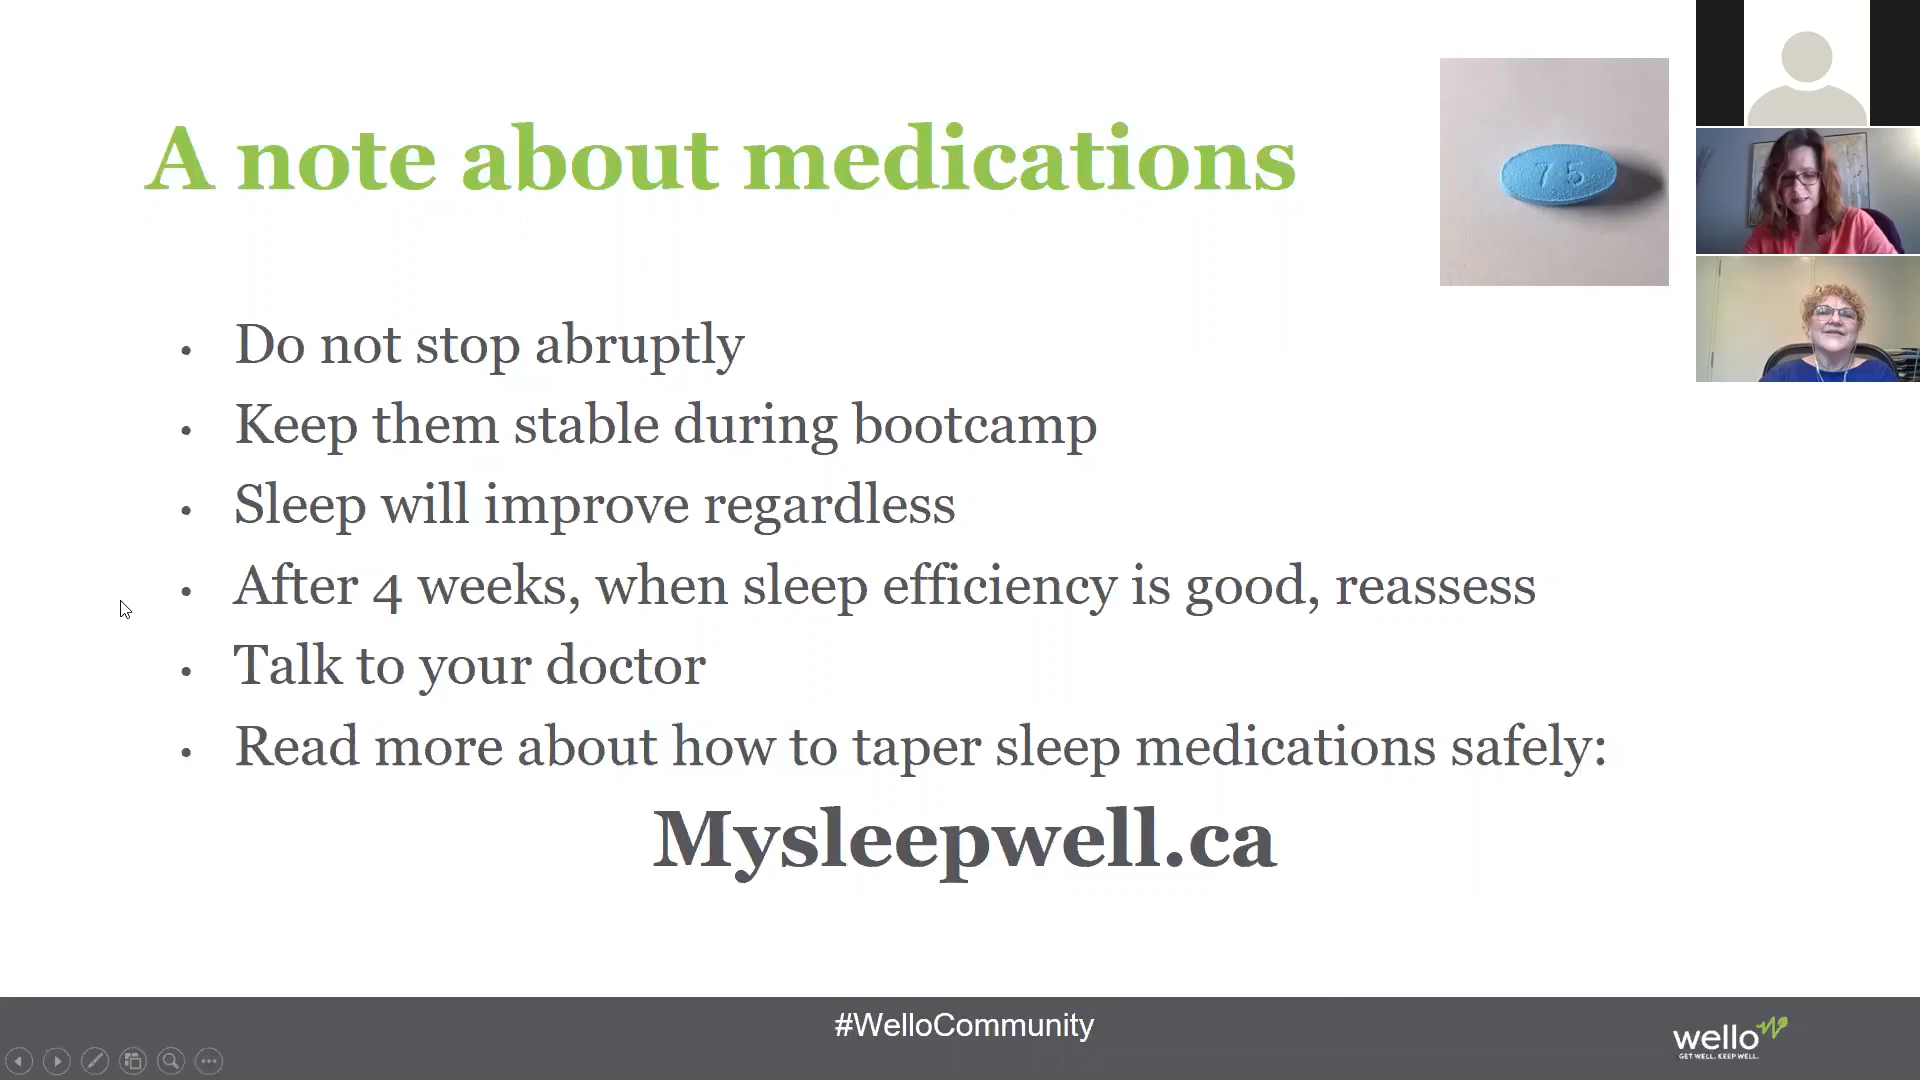 A note about medications
75
• Do not stop abruptly
• Keep them stable during bootcamp
• Sleep will improve regardless
• After 4 weeks, when sleep efficiency is good, reassess
• Talk to your doctor
• Read more about how to taper sleep medications safely:
Mysleepwell.ca
#WelloCommunity
wello
GET WELL. KEEP WELL.